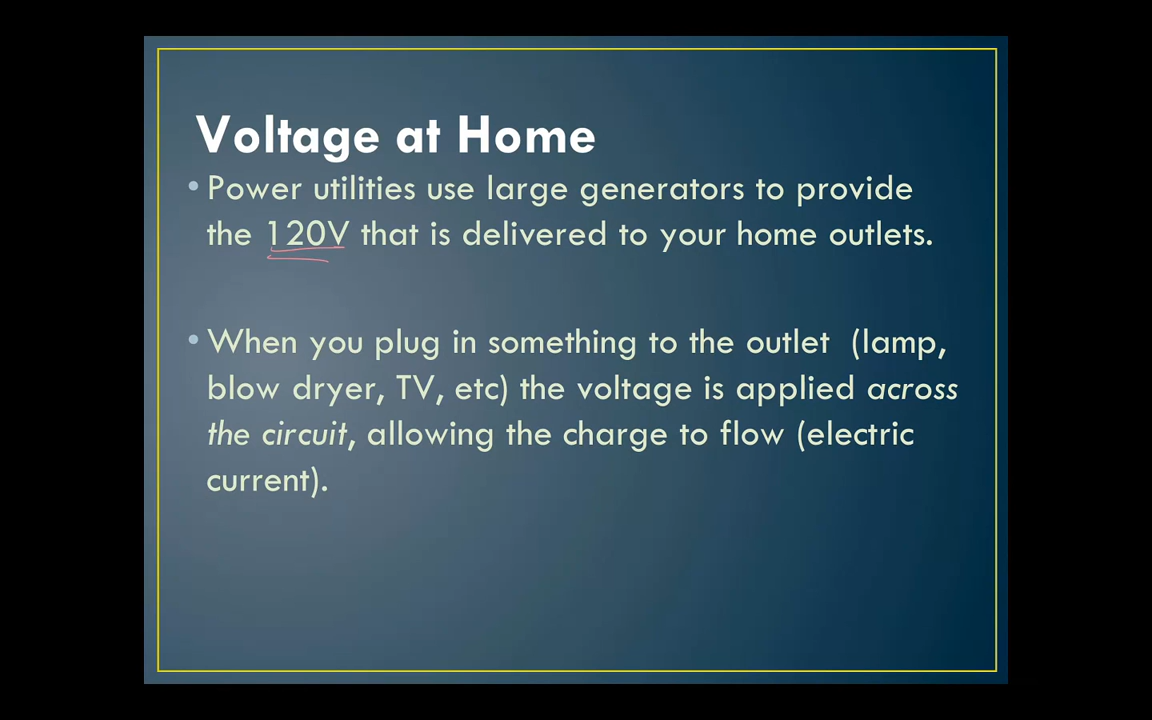 Voltage at Home
• Power utilities use large generators to provide
the 120V that is delivered to your home outlets.
• When you plug in something to the outlet  (lamp,
blow dryer, TV, etc) the voltage is applied across
the circuit, allowing the charge to flow (electric
current).